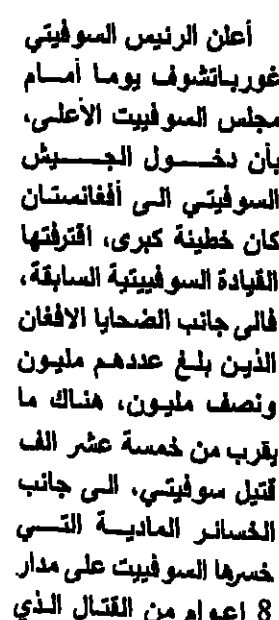 أعلن الرئيس السوفيتي
غورباتشوف يوما أمام
مجلس السوفييت الأعلى،
بأن دخول الجيش
السوفيتي الى أفغانستان
كان خطيئة كبرى، اقترفتها
القيادة السوفييتية السابقة،
فالى جانب الضحايا الافغان
الذين بلغ عددهم مليون
ونصف مليون، هناك ما
يقرب من خمسة عشر الف
قتيل سوفيتي، الى جانب
الخسائر المادية التي
خسرها السوفييت على مدار
8 اعوام من القتال الذي